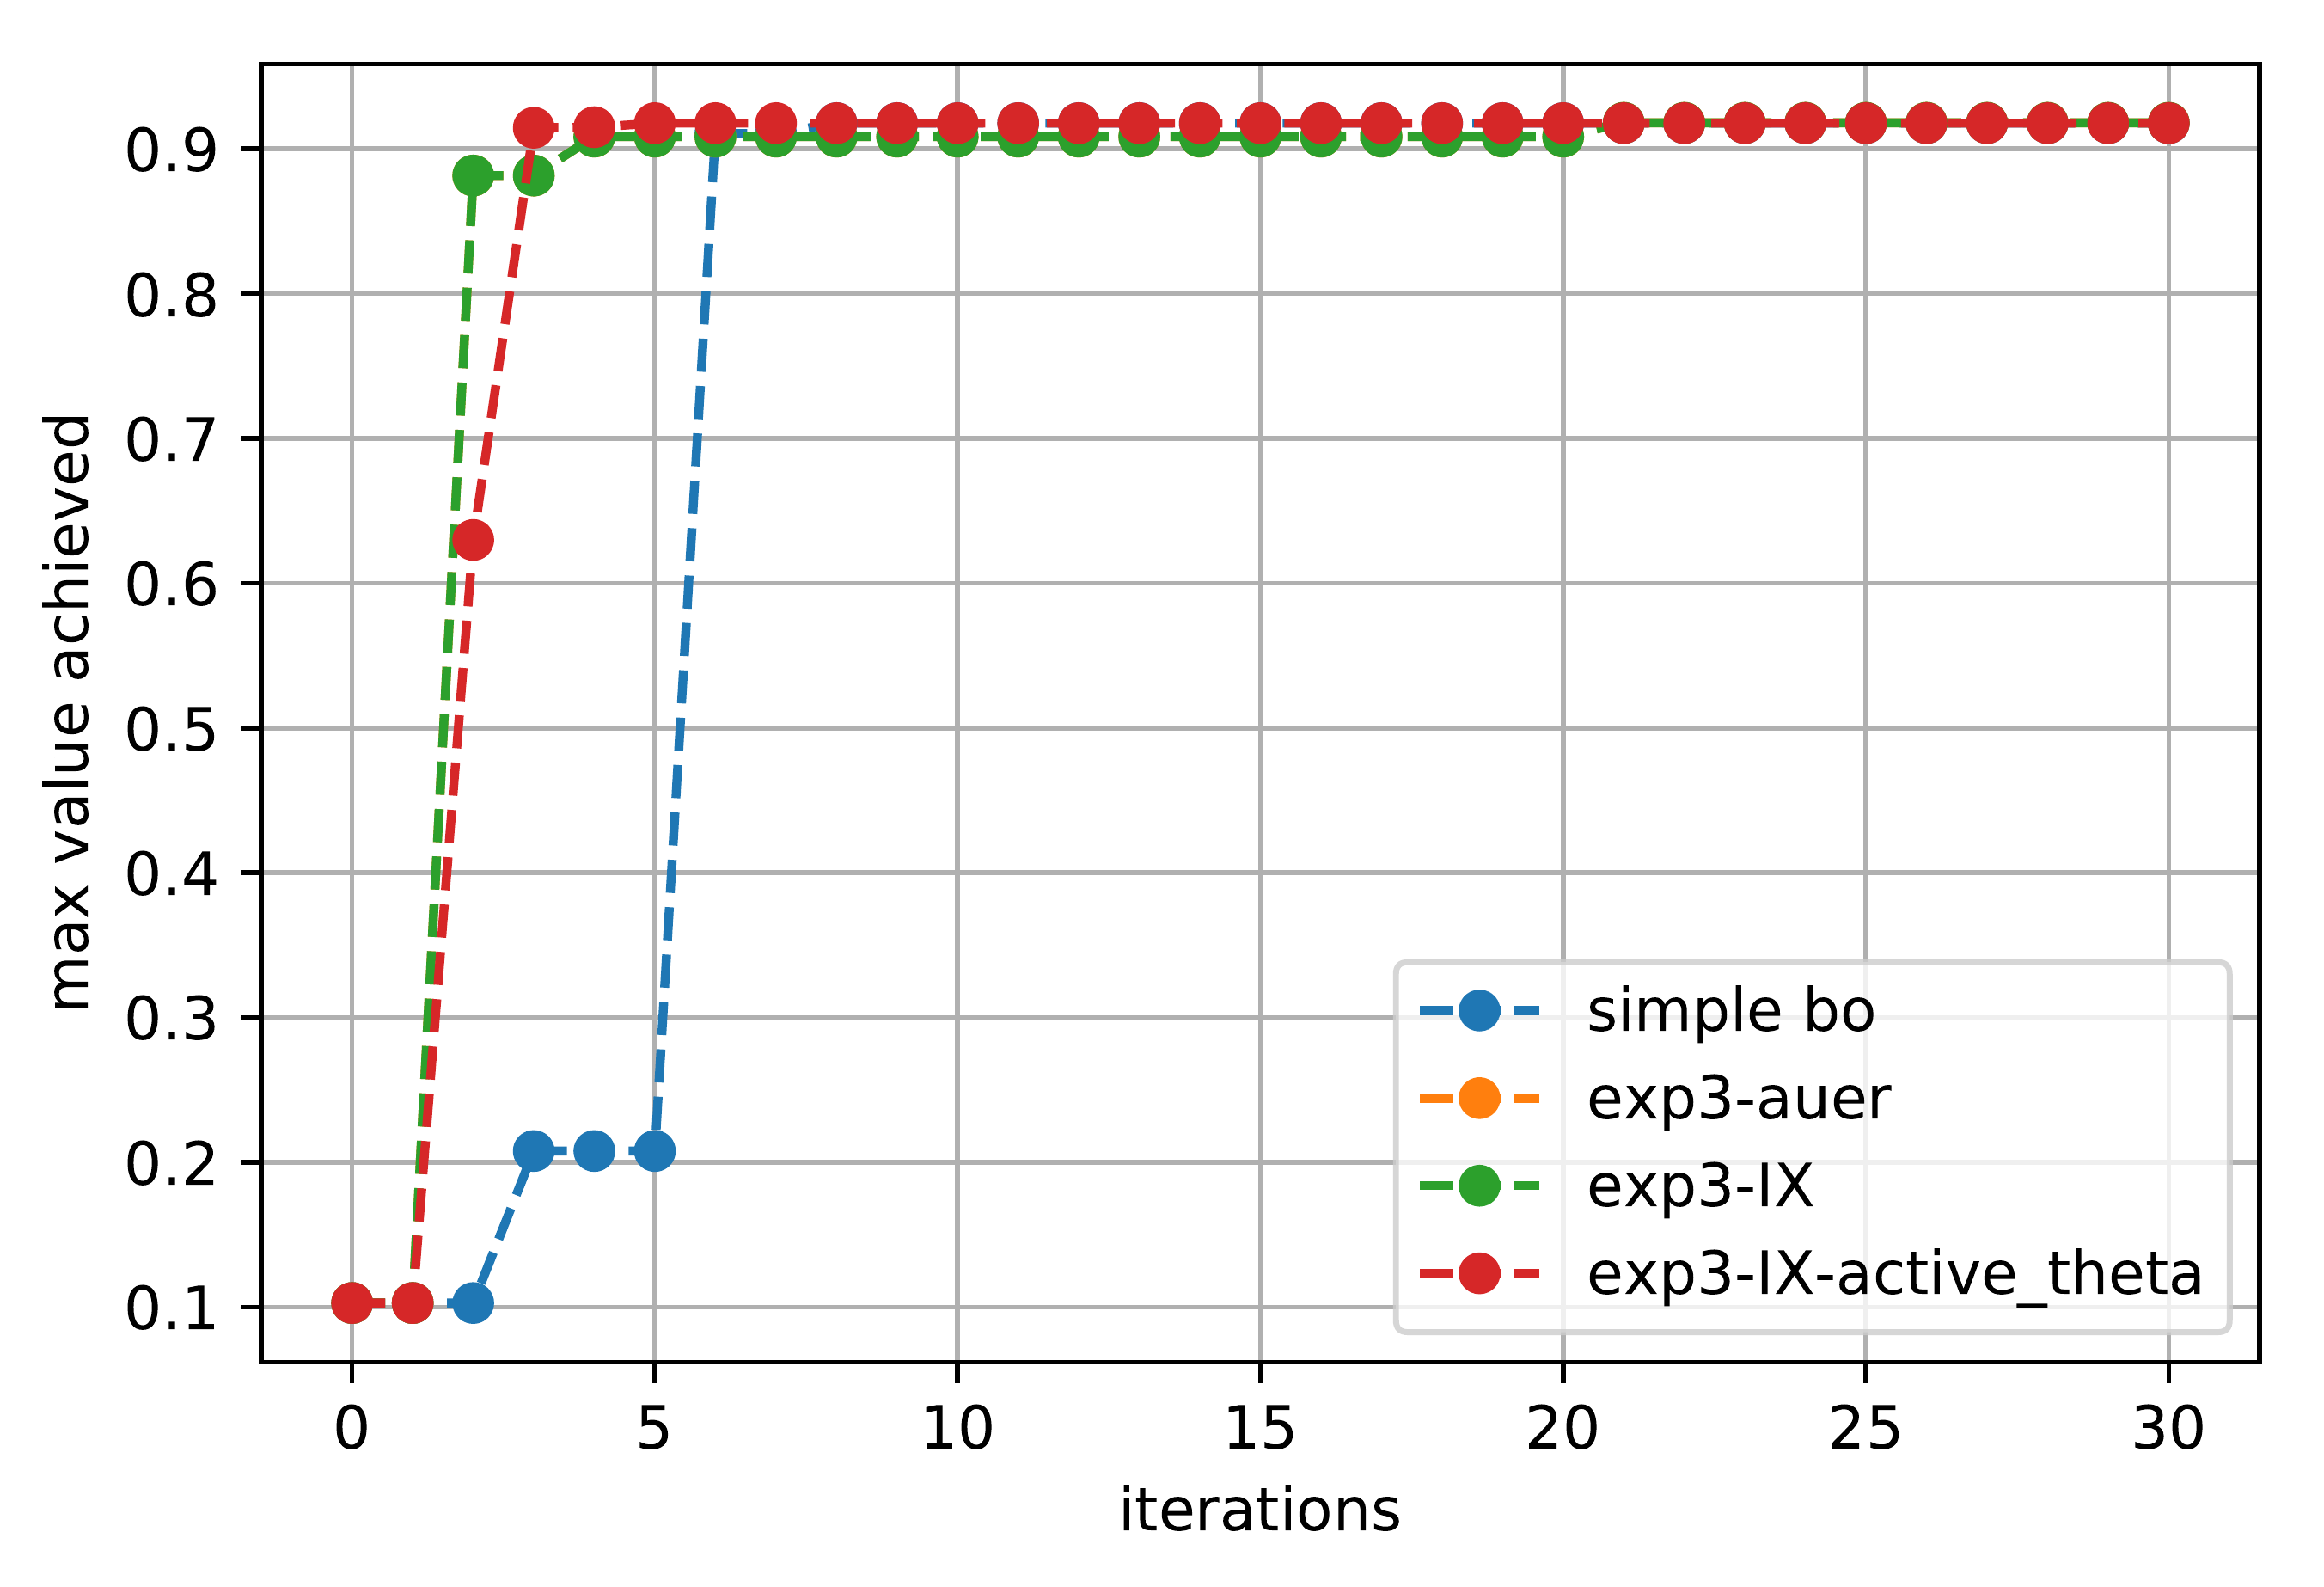 max value achieved
0.9
0.8
0.7
0.6
0.5
0.4
0.3
0.2
0.1
simple bo
exp3-auer
exp3-IX
exp3-IX-active_theta
0 5 10 15 20 25 30
iterations